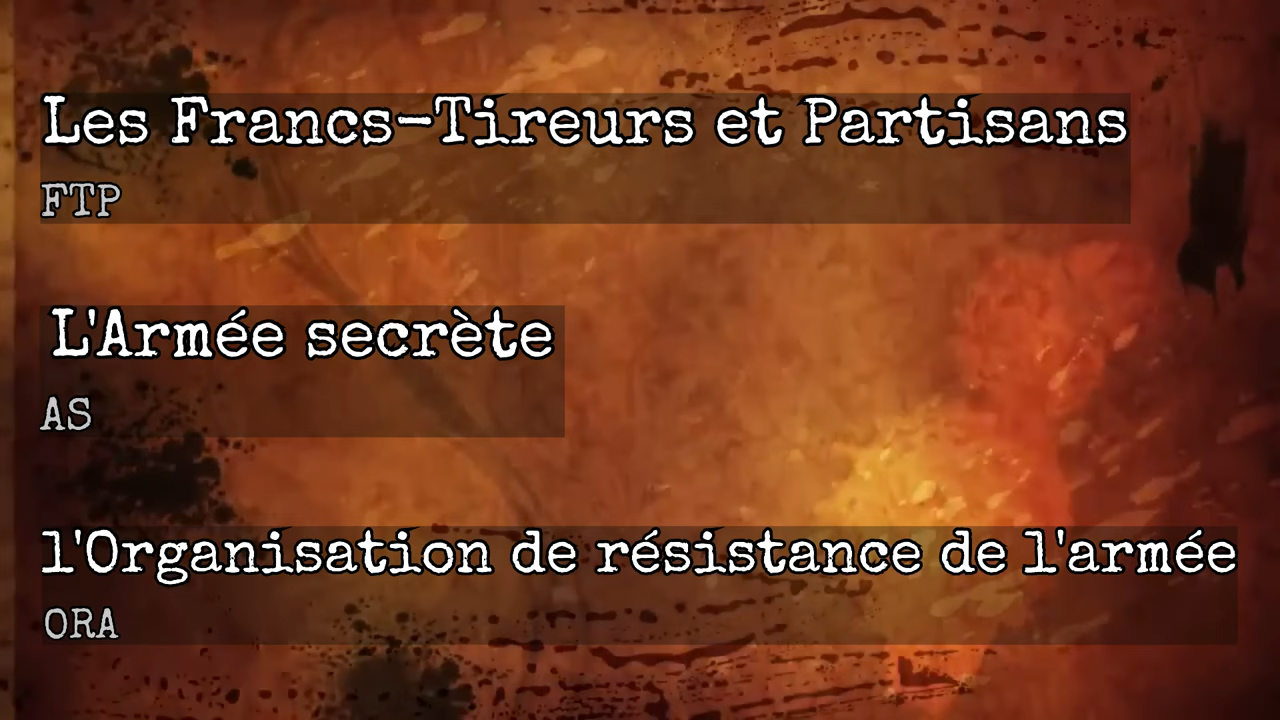 Les Francs-Tireurs et Partisans
FTP
L'Armée secrète
AS
l'Organisation de résistance de l'armée
ORA